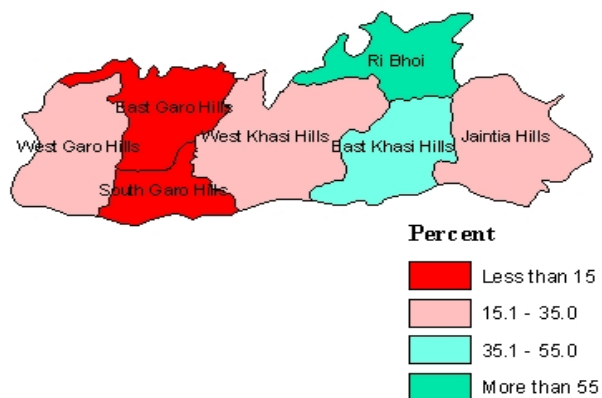 Ri Bhoi
East Garo Hills
West Garo Hills
West Khasi Hills
East Khasi Hills
Jaintia Hills
South Garo Hills
Percent
Less than 15
15.1 - 35.0
35.1 - 55.0
More than 55